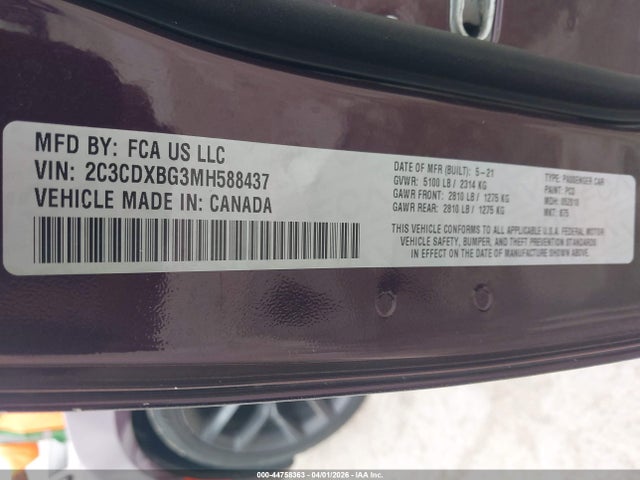 MFD BY: FCA US LLC
VIN: 2C3CDXBG3MH588437
VEHICLE MADE IN: CANADA
DATE OF MFR (BUILT): 5-21
GVWR: 5100 LB / 2314 KG
GAWR FRONT: 2810 LB / 1275 KG
GAWR REAR: 2810 LB / 1275 KG
TYPE: PASSENGER CAR
PAINT:
MDH:
MKT:
THIS VEHICLE CONFORMS TO ALL APPLICABLE U.S.A. FEDERAL MOTOR
VEHICLE SAFETY, BUMPER, AND THEFT PREVENTION STANDARDS
IN EFFECT ON THE DATE OF MANUFACTURE SHOWN ABOVE.
000-44758363 - 04/01/2026 - IAA Inc.